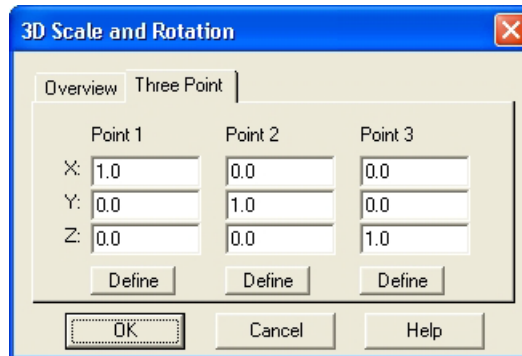 3D Scale and Rotation
Overview Three Point
Point 1 Point 2 Point 3
X: 1.0 0.0 0.0
Y: 0.0 1.0 0.0
Z: 0.0 0.0 1.0
Define Define Define
OK Cancel Help